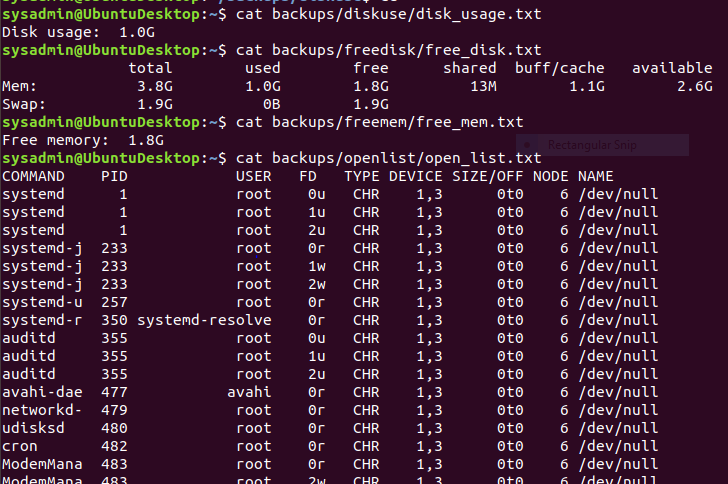 sysadmin@UbuntuDesktop:~$ cat backups/diskuse/disk_usage.txt
Disk usage:  1.0G
sysadmin@UbuntuDesktop:~$ cat backups/freedisk/free_disk.txt
              total        used        free      shared  buff/cache   available
Mem:           3.8G        1.0G        1.8G         13M        1.1G        2.6G
Swap:          1.9G          0B        1.9G
sysadmin@UbuntuDesktop:~$ cat backups/freemem/free_mem.txt
Free memory:  1.8G
Rectangular Snip
sysadmin@UbuntuDesktop:~$ cat backups/openlist/open_list.txt
COMMAND    PID            USER   FD   TYPE DEVICE SIZE/OFF NODE NAME
systemd      1            root   0u   CHR    1,3      0t0    6 /dev/null
systemd      1            root   1u   CHR    1,3      0t0    6 /dev/null
systemd      1            root   2u   CHR    1,3      0t0    6 /dev/null
systemd-j  233            root   0r   CHR    1,3      0t0    6 /dev/null
systemd-j  233            root   1w   CHR    1,3      0t0    6 /dev/null
systemd-j  233            root   2w   CHR    1,3      0t0    6 /dev/null
systemd-u  257            root   0r   CHR    1,3      0t0    6 /dev/null
systemd-r  350 systemd-resolve   0r   CHR    1,3      0t0    6 /dev/null
auditd     355            root   0u   CHR    1,3      0t0    6 /dev/null
auditd     355            root   1u   CHR    1,3      0t0    6 /dev/null
auditd     355            root   2u   CHR    1,3      0t0    6 /dev/null
avahi-dae  477           avahi   0r   CHR    1,3      0t0    6 /dev/null
networkd-  479            root   0r   CHR    1,3      0t0    6 /dev/null
udisksd    480            root   0r   CHR    1,3      0t0    6 /dev/null
cron       482            root   0r   CHR    1,3      0t0    6 /dev/null
ModemMana  483            root   0r   CHR    1,3      0t0    6 /dev/null
ModemMana  483            root   2w   CHR    1,3      0t0    6 /dev/null